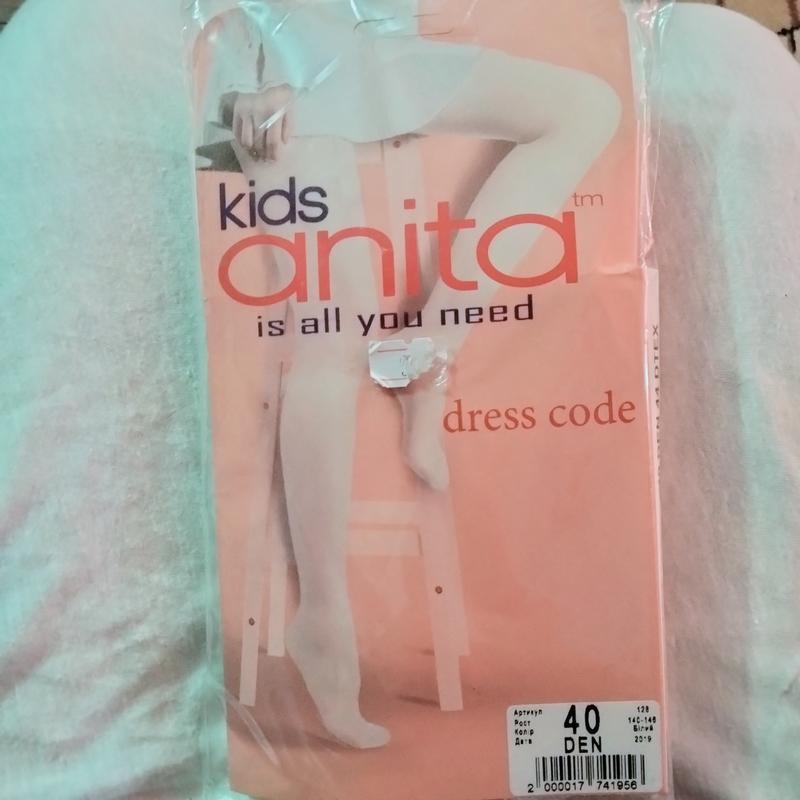 kids
anita tm
is all you need
dress code
40
DEN
Артикул 128
Рост 140-146
Колір Білий
Дата 2019
2 000017 741956